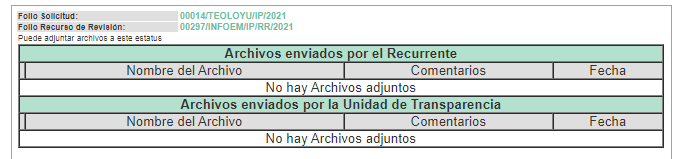 Folio Solicitud: 00014/TEOLOYU/IP/2021
Folio Recurso de Revisión: 00297/INFOEM/IP/RR/2021
Puede adjuntar archivos a este estatus
Archivos enviados por el Recurrente
Nombre del Archivo Comentarios Fecha
No hay Archivos adjuntos
Archivos enviados por la Unidad de Transparencia
Nombre del Archivo Comentarios Fecha
No hay Archivos adjuntos